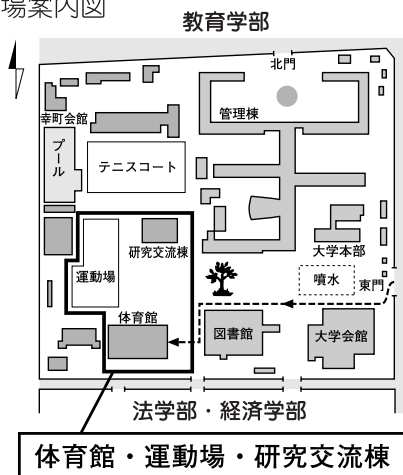 場案内図
教育学部
北門
幸町会館
管理棟
プール
テニスコート
研究交流棟
大学本部
運動場
噴水
東門
体育館
図書館
大学会館
法学部・経済学部
体育館・運動場・研究交流棟